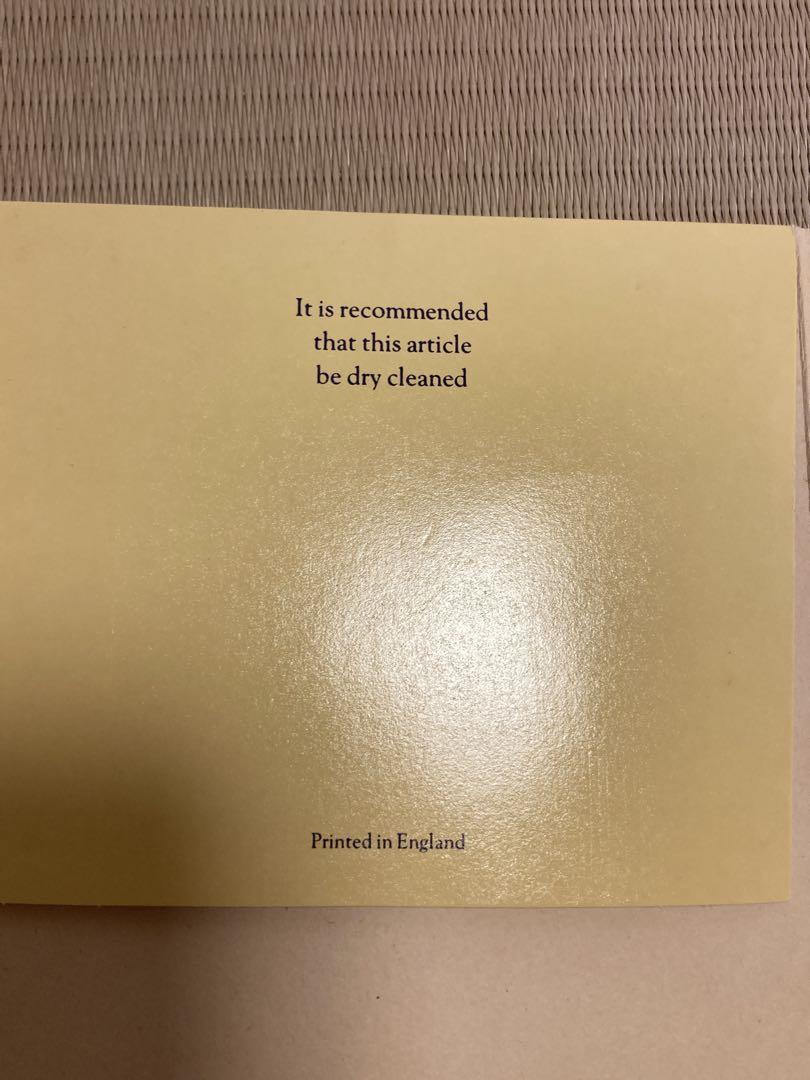 It is recommended
that this article
be dry cleaned
Printed in England